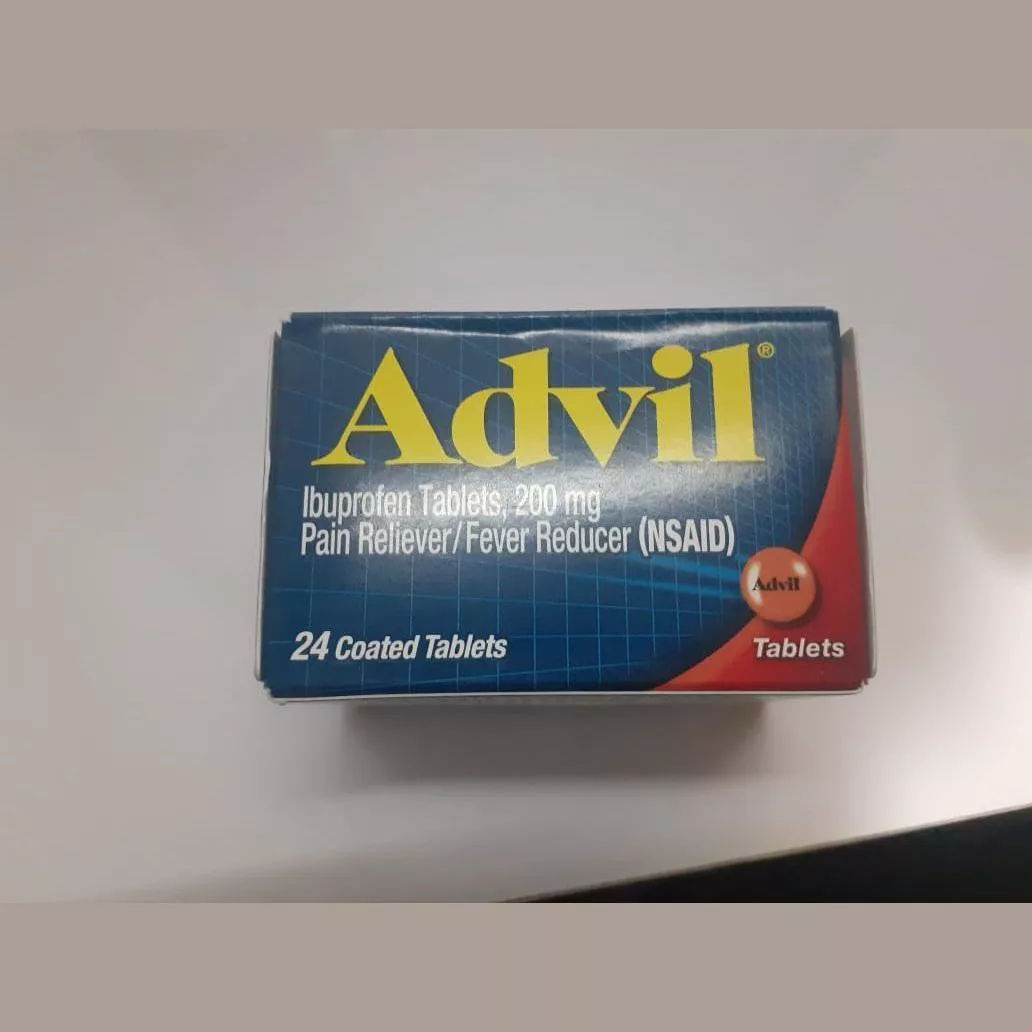 Advil®
Ibuprofen Tablets, 200 mg
Pain Reliever/Fever Reducer (NSAID)
Advil
24 Coated Tablets
Tablets